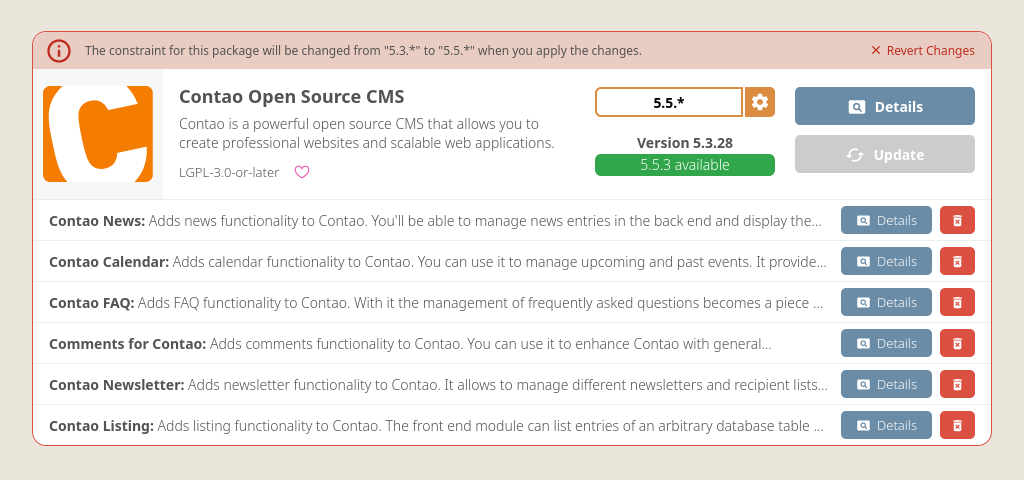 The constraint for this package will be changed from "5.3.*" to "5.5.*" when you apply the changes.
Revert Changes
Contao Open Source CMS
Contao is a powerful open source CMS that allows you to
create professional websites and scalable web applications.
LGPL-3.0-or-later
5.5.*
Version 5.3.28
5.5.3 available
Details
Update
Contao News: Adds news functionality to Contao. You'll be able to manage news entries in the back end and display the...
Details
Contao Calendar: Adds calendar functionality to Contao. You can use it to manage upcoming and past events. It provide...
Details
Contao FAQ: Adds FAQ functionality to Contao. With it the management of frequently asked questions becomes a piece ...
Details
Comments for Contao: Adds comments functionality to Contao. You can use it to enhance Contao with general...
Details
Contao Newsletter: Adds newsletter functionality to Contao. It allows to manage different newsletters and recipient lists...
Details
Contao Listing: Adds listing functionality to Contao. The front end module can list entries of an arbitrary database table ...
Details